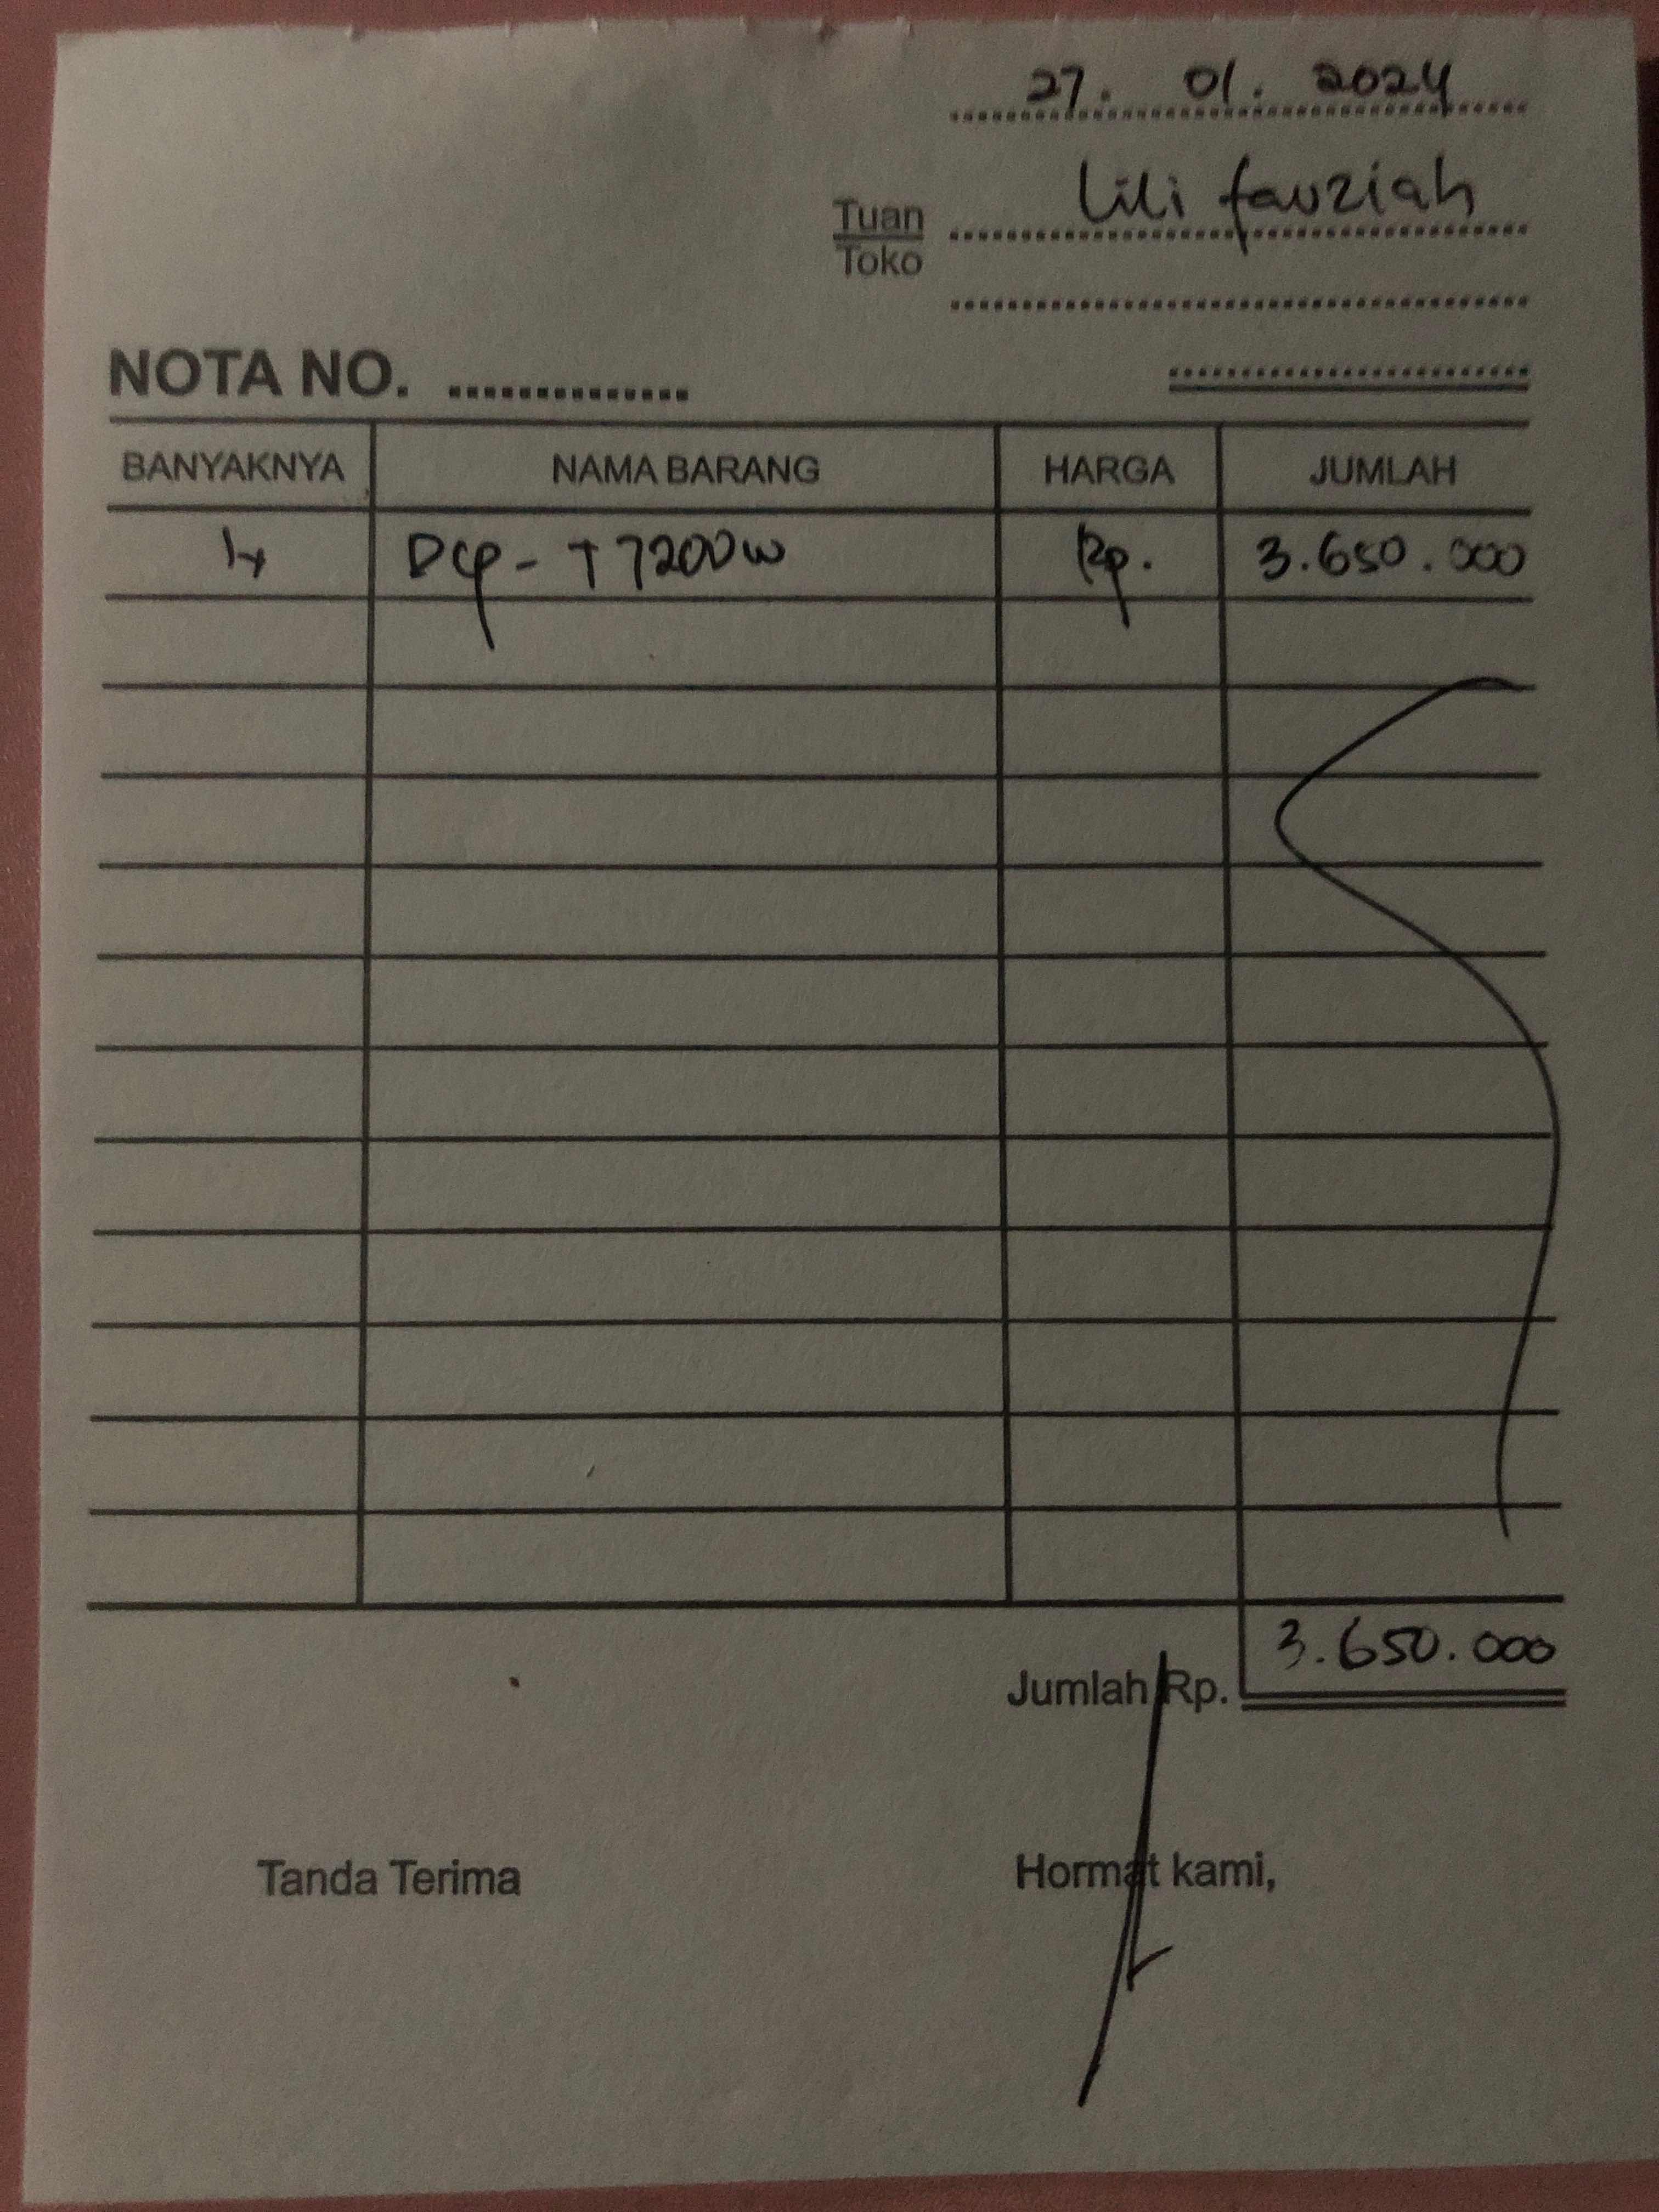 27. 01. 2024
Tuan Lili fauziah
Toko
NOTA NO. ..............
BANYAKNYA NAMA BARANG HARGA JUMLAH
1x Dcp - T 720Dw Rp. 3.650.000
3.650.000
Jumlah Rp.
Tanda Terima Hormat kami,